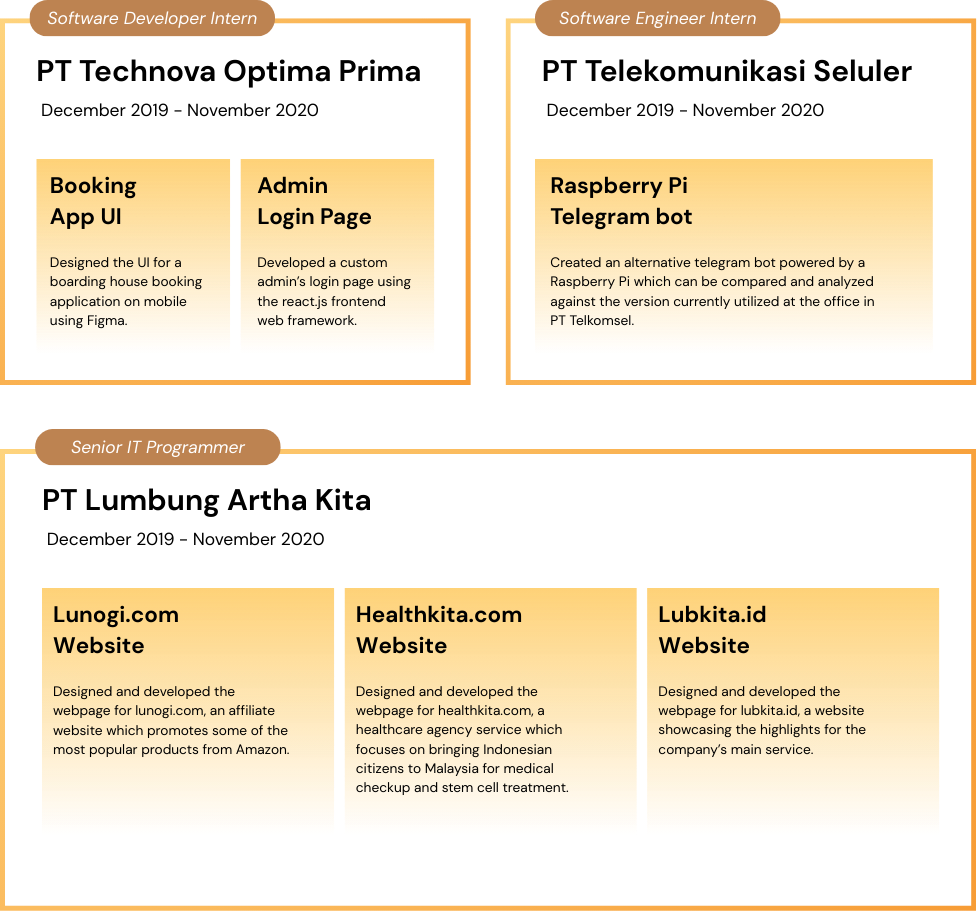 Software Developer Intern
PT Technova Optima Prima
December 2019 - November 2020
Booking
App UI
Designed the UI for a
boarding house booking
application on mobile
using Figma.
Admin
Login Page
Developed a custom
admin’s login page using
the react.js frontend
web framework.
Software Engineer Intern
PT Telekomunikasi Seluler
December 2019 - November 2020
Raspberry Pi
Telegram bot
Created an alternative telegram bot powered by a
Raspberry Pi which can be compared and analyzed
against the version currently utilized at the office in
PT Telkomsel.
Senior IT Programmer
PT Lumbung Artha Kita
December 2019 - November 2020
Lunogi.com
Website
Designed and developed the
webpage for lunogi.com, an affiliate
website which promotes some of the
most popular products from Amazon.
Healthkita.com
Website
Designed and developed the
webpage for healthkita.com, a
healthcare agency service which
focuses on bringing Indonesian
citizens to Malaysia for medical
checkup and stem cell treatment.
Lubkita.id
Website
Designed and developed the
webpage for lubkita.id, a website
showcasing the highlights for the
company’s main service.